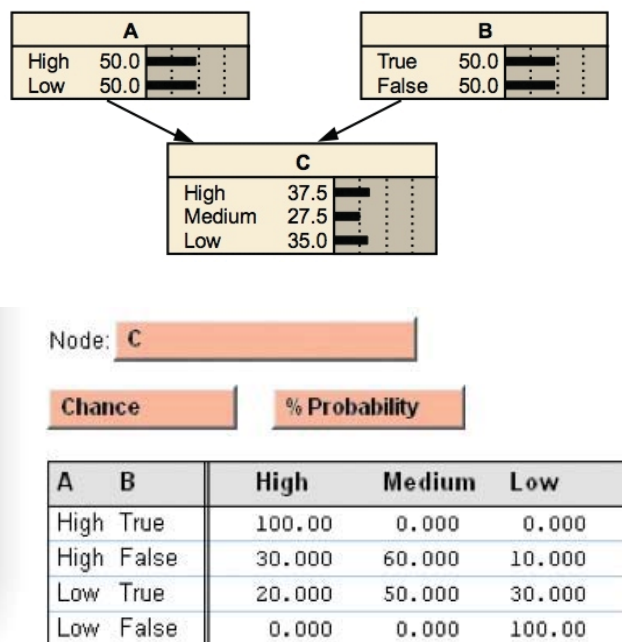 A
High 50.0
Low 50.0
B
True 50.0
False 50.0
C
High 37.5
Medium 27.5
Low 35.0
Node: C
Chance % Probability
A B High Medium Low
High True 100.00 0.000 0.000
High False 30.000 60.000 10.000
Low True 20.000 50.000 30.000
Low False 0.000 0.000 100.00